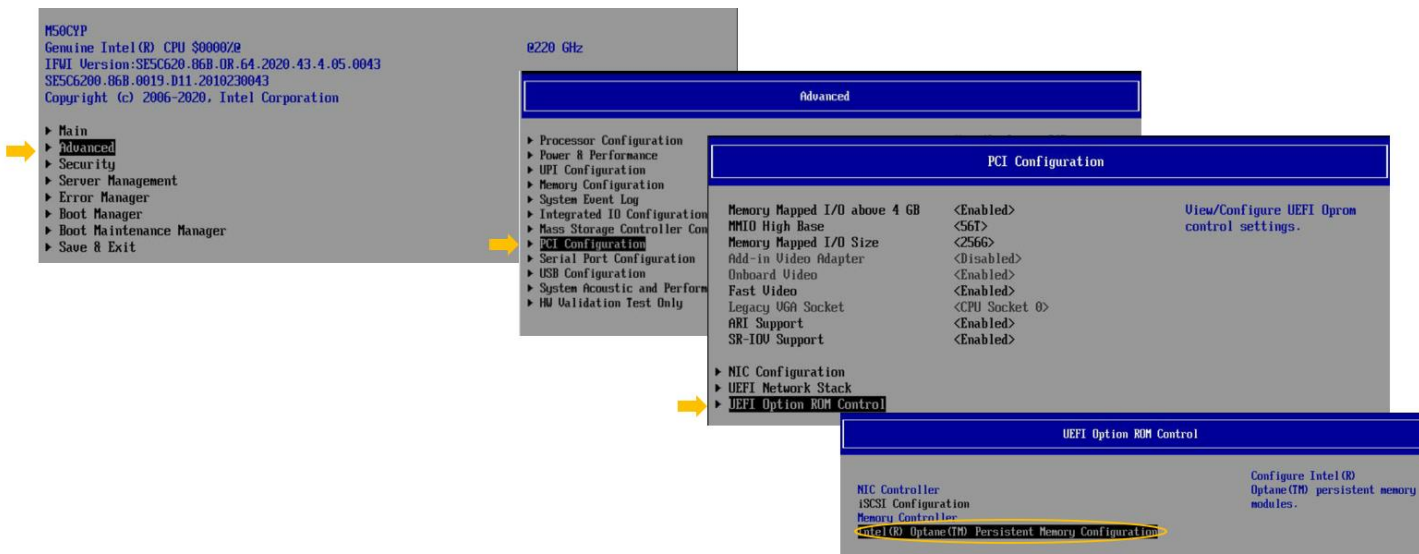 M50CYP
Genuine Intel(R) CPU $0000%@
@220 GHz
IFWI Version:SE5C620.86B.OR.64.2020.43.4.05.0043
SE5C6200.86B.0019.D11.2010230043
Copyright (c) 2006-2020, Intel Corporation
Main
Advanced
Security
Server Management
Error Manager
Boot Manager
Boot Maintenance Manager
Save & Exit
Advanced
Processor Configuration
Power & Performance
UPI Configuration
Memory Configuration
System Event Log
Integrated IO Configuration
Mass Storage Controller Con
PCI Configuration
Serial Port Configuration
USB Configuration
System Acoustic and Perform
HW Validation Test Only
PCI Configuration
Memory Mapped I/O above 4 GB <Enabled>
MMIO High Base <56T>
Memory Mapped I/O Size <256G>
Add-in Video Adapter <Disabled>
Onboard Video <Enabled>
Fast Video <Enabled>
Legacy VGA Socket <CPU Socket 0>
ARI Support <Enabled>
SR-IOV Support <Enabled>
NIC Configuration
UEFI Network Stack
UEFI Option ROM Control
View/Configure UEFI Oprom
control settings.
UEFI Option ROM Control
NIC Controller
iSCSI Configuration
Memory Controller
Intel(R) Optane(TM) Persistent Memory Configuration
Configure Intel(R)
Optane(TM) persistent memory
modules.